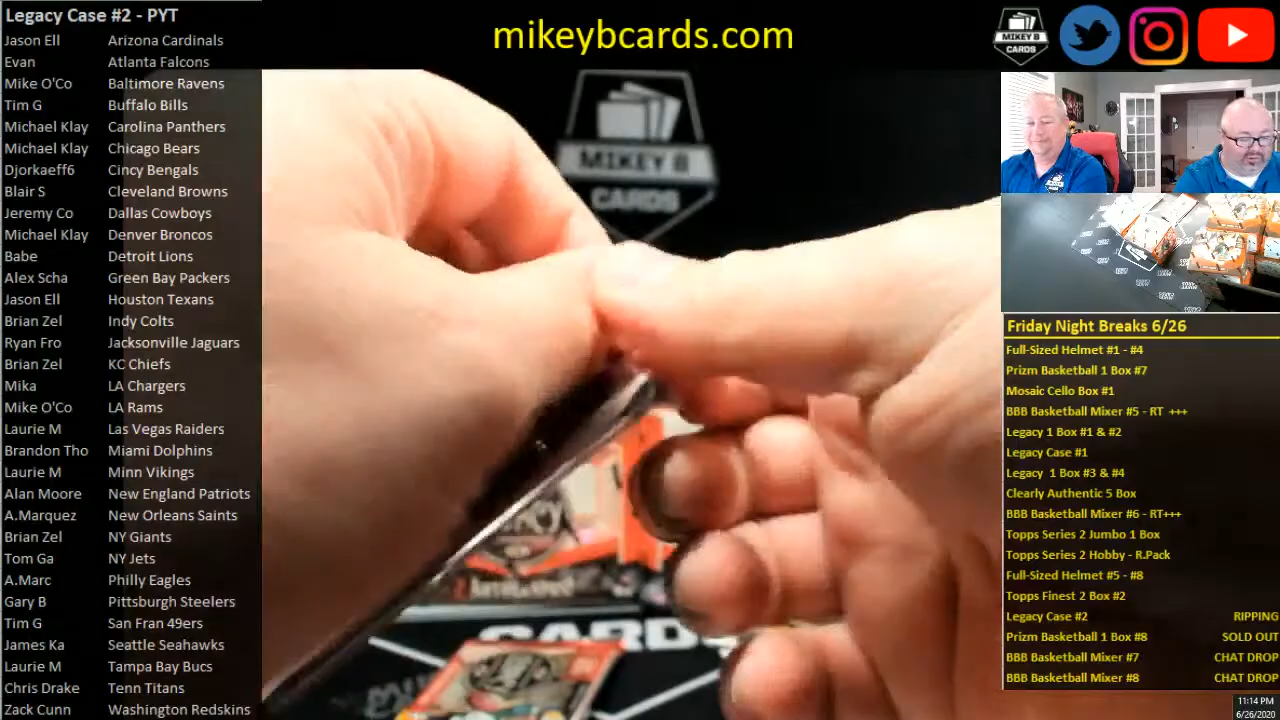 Legacy Case #2 - PYT
Jason Ell Arizona Cardinals
Evan Atlanta Falcons
Mike O'Co Baltimore Ravens
Tim G Buffalo Bills
Michael Klay Carolina Panthers
Michael Klay Chicago Bears
Djorkaeff6 Cincy Bengals
Blair S Cleveland Browns
Jeremy Co Dallas Cowboys
Michael Klay Denver Broncos
Babe Detroit Lions
Alex Scha Green Bay Packers
Jason Ell Houston Texans
Brian Zel Indy Colts
Ryan Fro Jacksonville Jaguars
Brian Zel KC Chiefs
Mika LA Chargers
Mike O'Co LA Rams
Laurie M Las Vegas Raiders
Brandon Tho Miami Dolphins
Laurie M Minn Vikings
Alan Moore New England Patriots
A.Marquez New Orleans Saints
Brian Zel NY Giants
Tom Ga NY Jets
A.Marc Philly Eagles
Gary B Pittsburgh Steelers
Tim G San Fran 49ers
James Ka Seattle Seahawks
Laurie M Tampa Bay Bucs
Chris Drake Tenn Titans
Zack Cunn Washington Redskins
mikeybcards.com
MIKEY B
CARDS
MIKEY B
CARDS
CARDS
Friday Night Breaks 6/26
Full-Sized Helmet #1 - #4
Prizm Basketball 1 Box #7
Mosaic Cello Box #1
BBB Basketball Mixer #5 - RT +++
Legacy 1 Box #1 & #2
Legacy Case #1
Legacy 1 Box #3 & #4
Clearly Authentic 5 Box
BBB Basketball Mixer #6 - RT+++
Topps Series 2 Jumbo 1 Box
Topps Series 2 Hobby - R.Pack
Full-Sized Helmet #5 - #8
Topps Finest 2 Box #2
Legacy Case #2 RIPPING
Prizm Basketball 1 Box #8 SOLD OUT
BBB Basketball Mixer #7 CHAT DROP
BBB Basketball Mixer #8 CHAT DROP
11:14 PM
6/26/2020